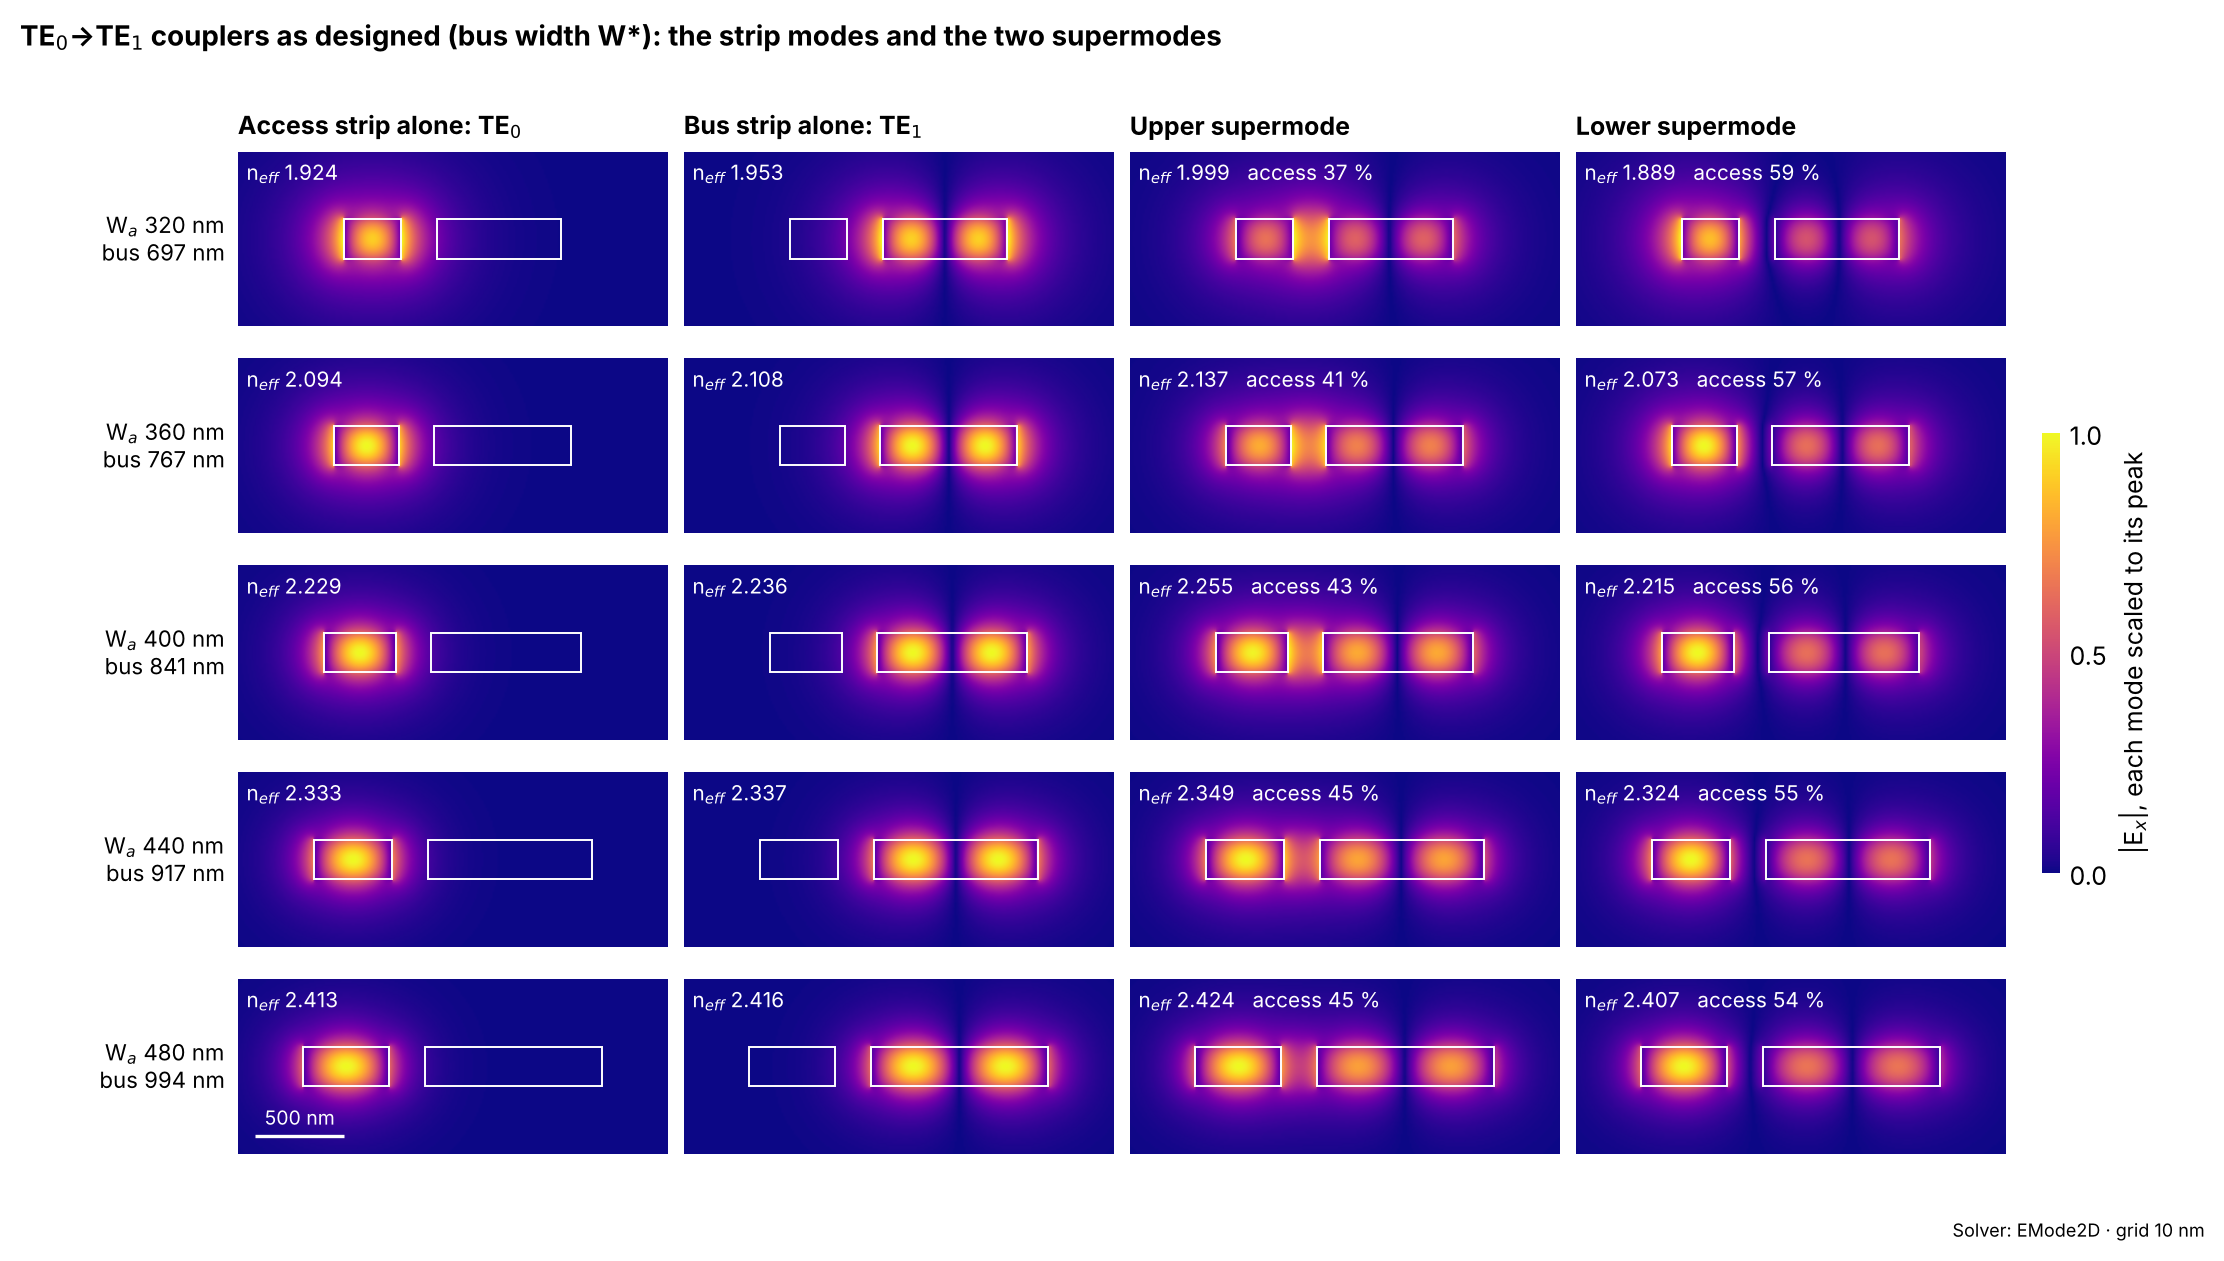 TE0→TE1 couplers as designed (bus width W*): the strip modes and the two supermodes
Access strip alone: TE0
Bus strip alone: TE1
Upper supermode
Lower supermode
Wa 320 nm
bus 697 nm
neff 1.924
neff 1.953
neff 1.999 access 37 %
neff 1.889 access 59 %
Wa 360 nm
bus 767 nm
neff 2.094
neff 2.108
neff 2.137 access 41 %
neff 2.073 access 57 %
Wa 400 nm
bus 841 nm
neff 2.229
neff 2.236
neff 2.255 access 43 %
neff 2.215 access 56 %
Wa 440 nm
bus 917 nm
neff 2.333
neff 2.337
neff 2.349 access 45 %
neff 2.324 access 55 %
Wa 480 nm
bus 994 nm
neff 2.413
500 nm
neff 2.416
neff 2.424 access 45 %
neff 2.407 access 54 %
1.0
0.5
0.0
|Ex|, each mode scaled to its peak
Solver: EMode2D · grid 10 nm